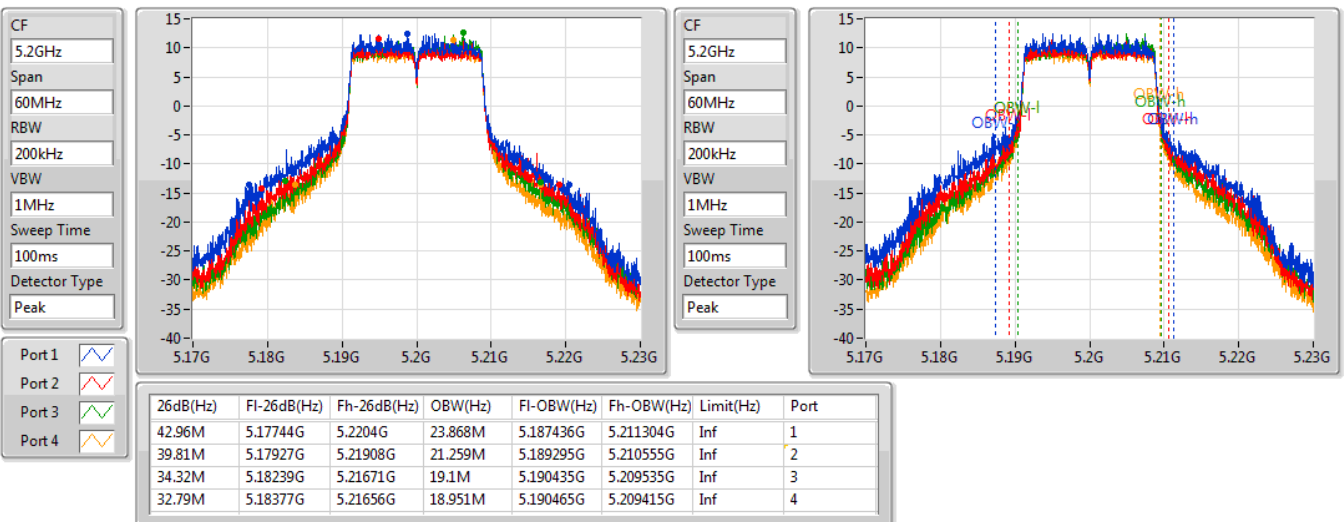 CF
5.2GHz
Span
60MHz
RBW
200kHz
VBW
1MHz
Sweep Time
100ms
Detector Type
Peak
15
10
5
0
-5
-10
-15
-20
-25
-30
-35
-40
5.17G 5.18G 5.19G 5.2G 5.21G 5.22G 5.23G
CF
5.2GHz
Span
60MHz
RBW
200kHz
VBW
1MHz
Sweep Time
100ms
Detector Type
Peak
15
10
5
0
-5
-10
-15
-20
-25
-30
-35
-40
OBW-l
OBW-h
5.17G 5.18G 5.19G 5.2G 5.21G 5.22G 5.23G
Port 1
Port 2
Port 3
Port 4
26dB(Hz) Fl-26dB(Hz) Fh-26dB(Hz) OBW(Hz) Fl-OBW(Hz) Fh-OBW(Hz) Limit(Hz) Port
42.96M 5.17744G 5.2204G 23.868M 5.187436G 5.211304G Inf 1
39.81M 5.17927G 5.21908G 21.259M 5.189295G 5.210555G Inf 2
34.32M 5.18239G 5.21671G 19.1M 5.190435G 5.209535G Inf 3
32.79M 5.18377G 5.21656G 18.951M 5.190465G 5.209415G Inf 4